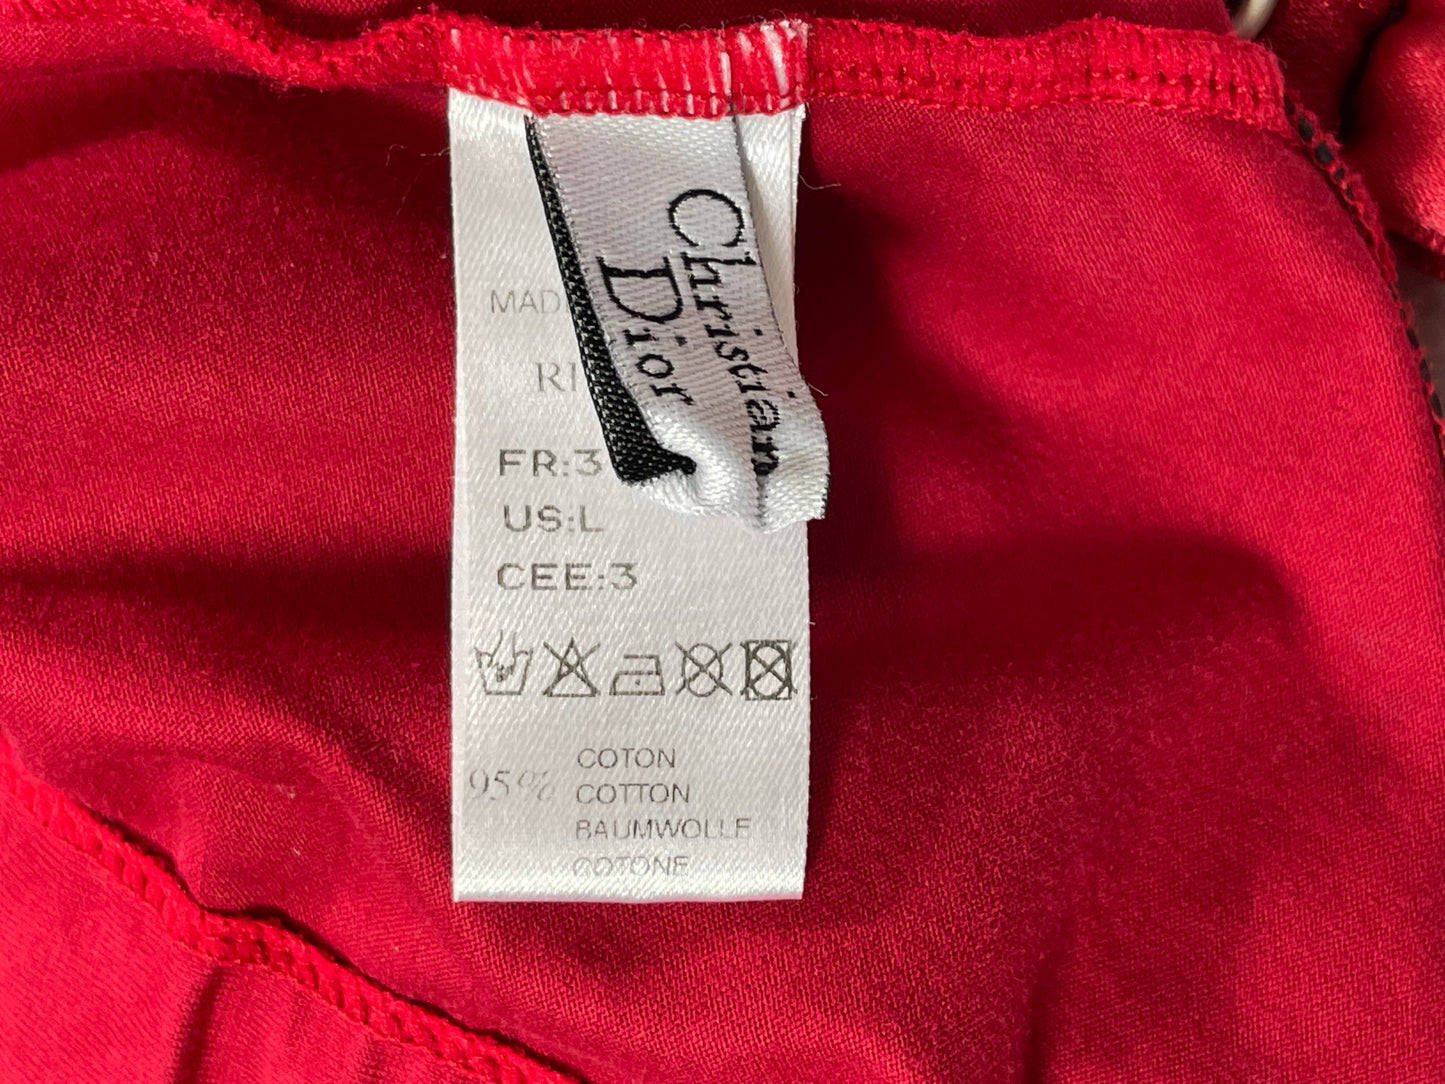 Christian
Dior
MAD
RI
FR:3
US:L
CEE:3
COTON
95% COTTON
BAUMWOLLE
COTONE